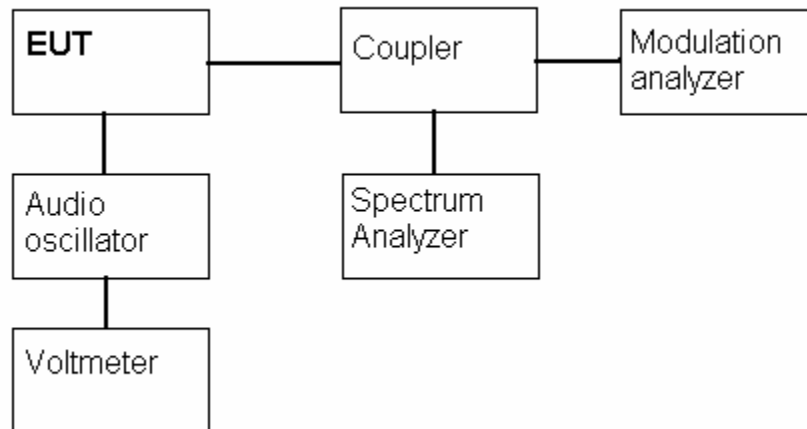 EUT
Coupler
Modulation
analyzer
Audio
oscillator
Spectrum
Analyzer
Voltmeter